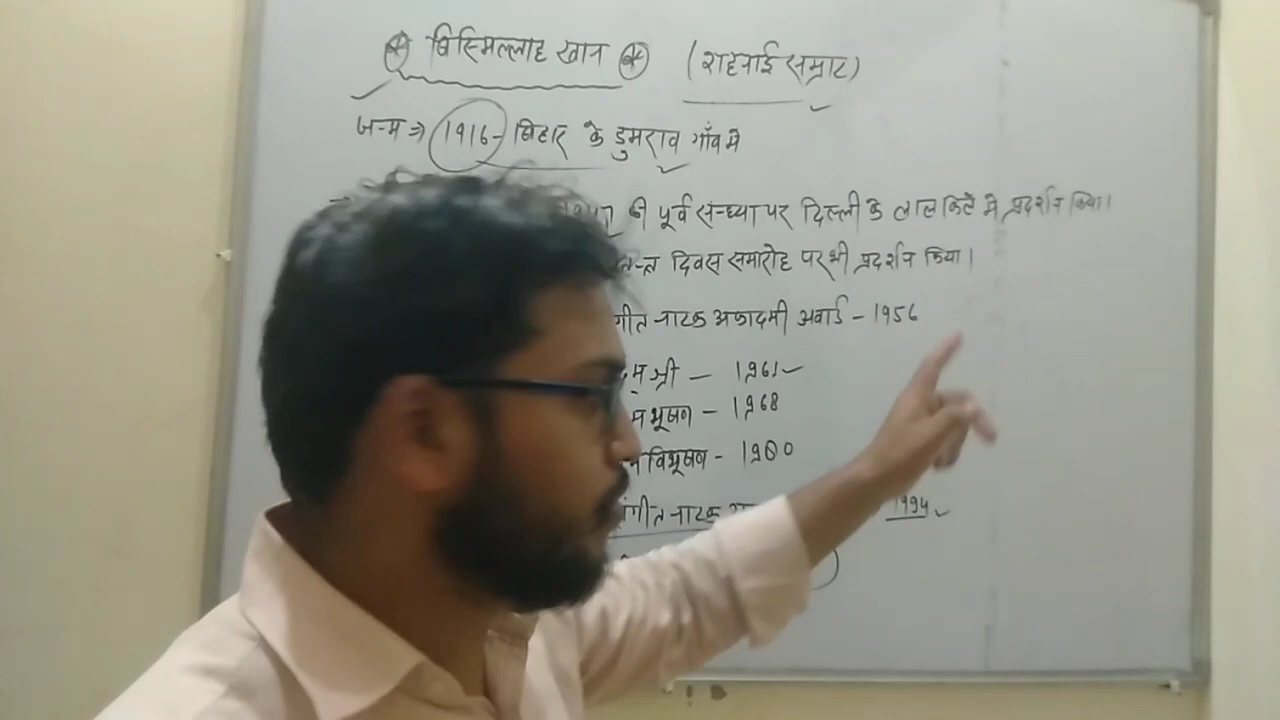 बिस्मिल्लाह खान (शहनाई सम्राट)
जन्म ⇒ 1916- बिहार के डुमराव गाँव मे
की पूर्व सन्ध्या पर दिल्ली के लाल किले मे प्रदर्शन किया।
दिवस समारोह पर भी प्रदर्शन किया।
गीत नाटक अकादमी अवार्ड - 1956
म श्री - 1961
म भूषण - 1968
विभूषण - 1980
संगीत नाटक 1994